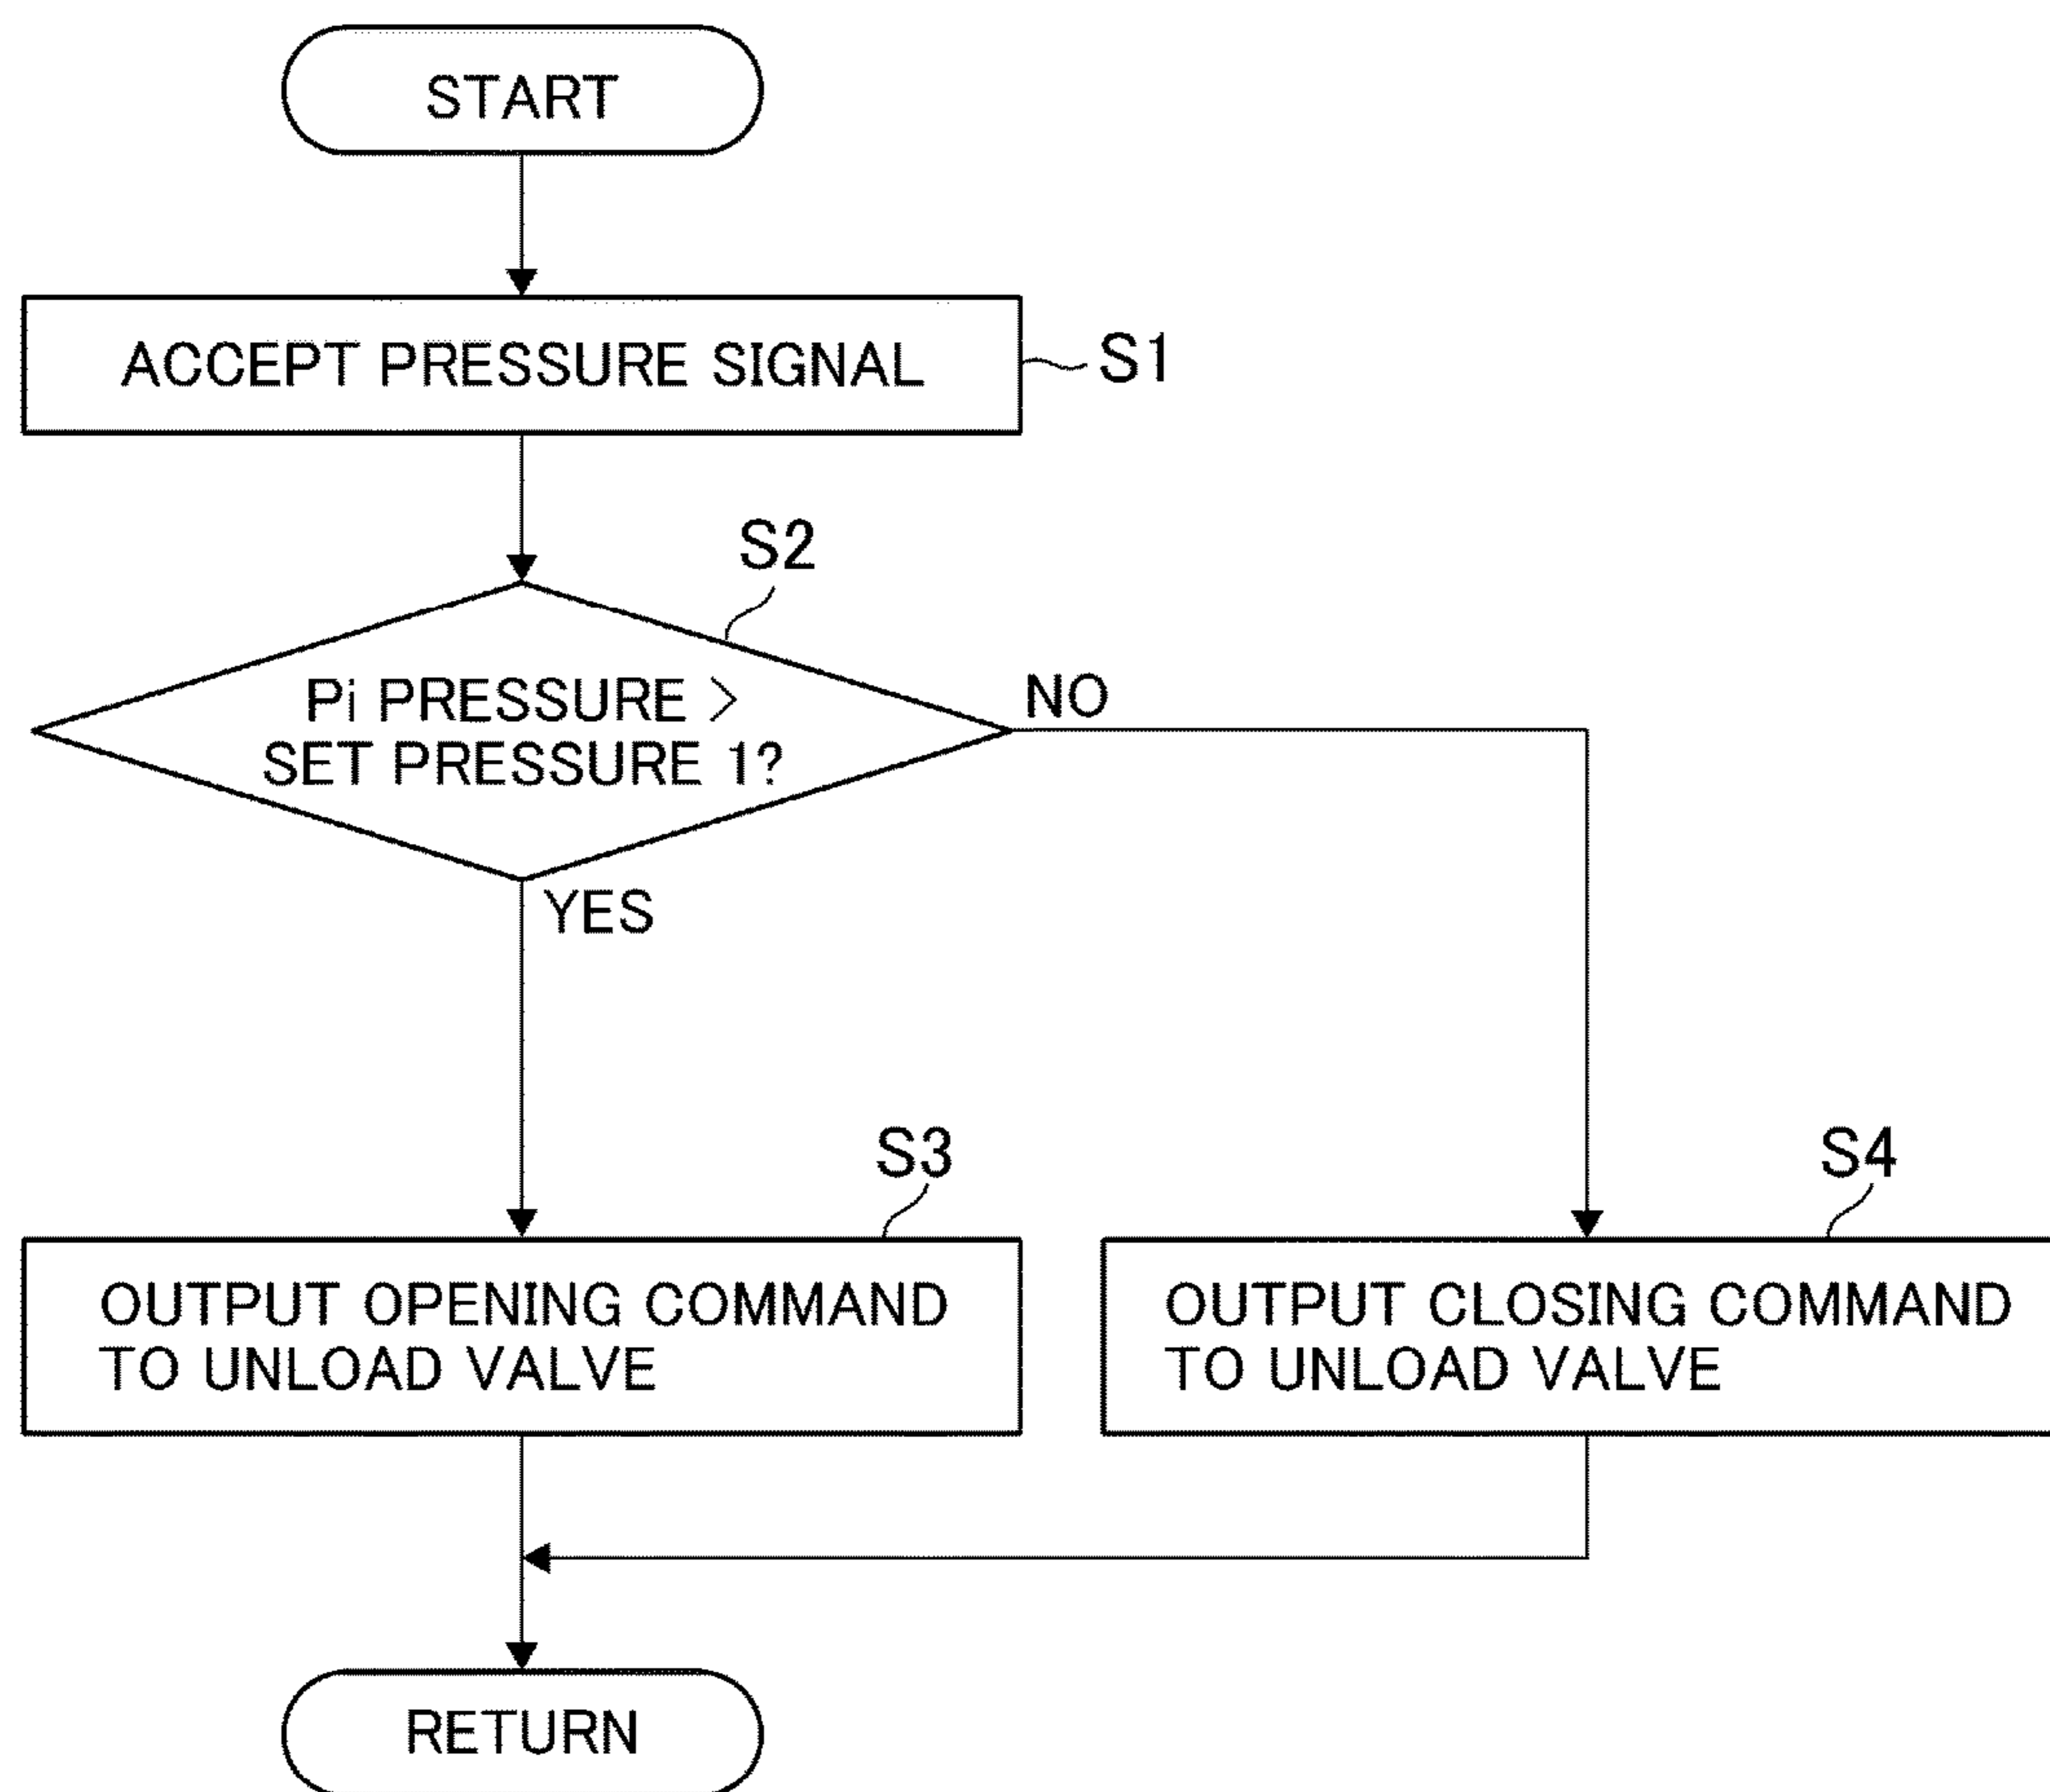 START
ACCEPT PRESSURE SIGNAL
S1
S2
Pi PRESSURE >
SET PRESSURE 1?
NO
YES
S3
OUTPUT OPENING COMMAND
TO UNLOAD VALVE
S4
OUTPUT CLOSING COMMAND
TO UNLOAD VALVE
RETURN